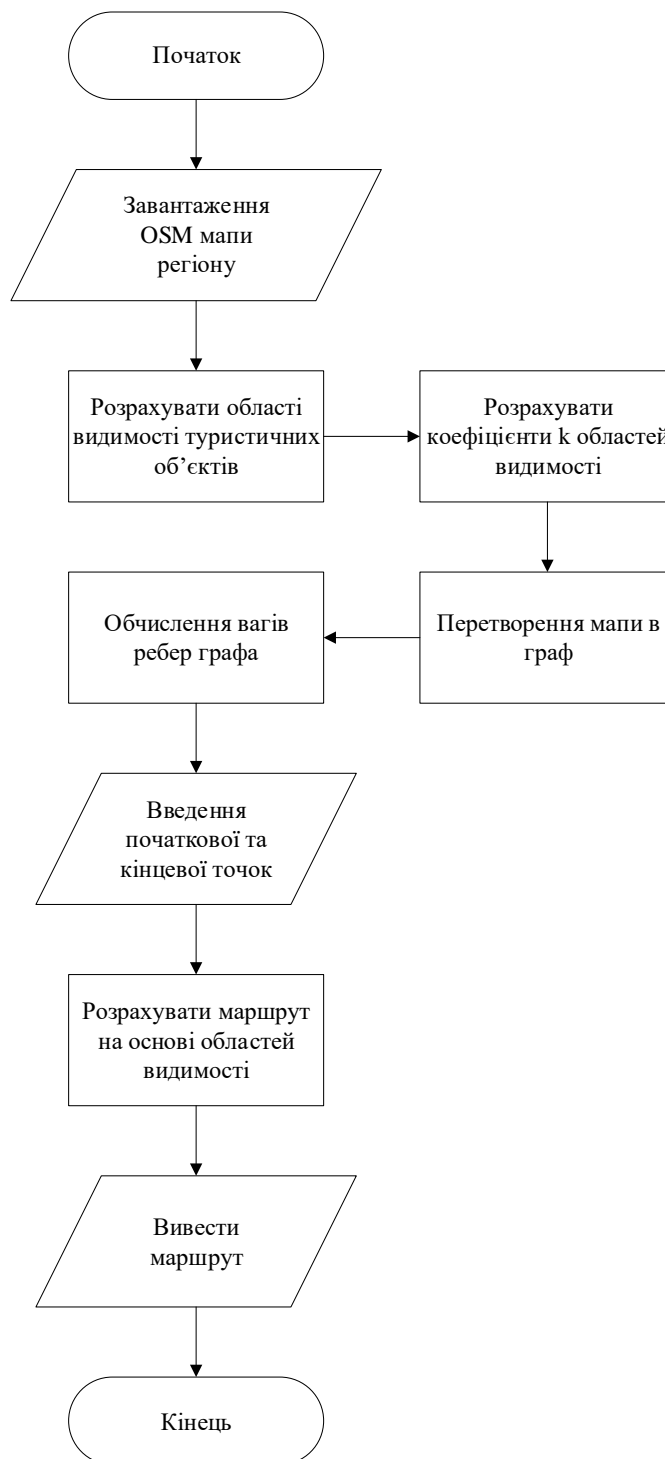 Початок
Завантаження
OSM мапи
регіону
Розрахувати області
видимості туристичних
об’єктів
Розрахувати
коефіцієнти k областей
видимості
Перетворення мапи в
граф
Обчислення вагів
ребер графа
Введення
початкової та
кінцевої точок
Розрахувати маршрут
на основі областей
видимості
Вивести
маршрут
Кінець